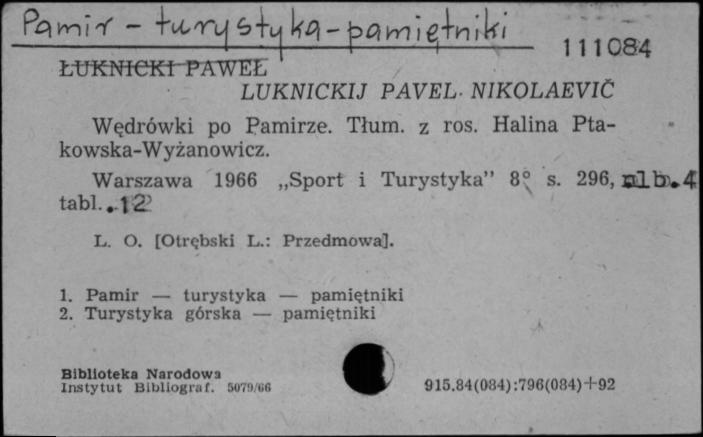 Pamir - turystyka - pamiętniki
111084
ŁUKNICKI PAWEŁ
LUKNICKIJ PAVEL NIKOLAEVIČ
Wędrówki po Pamirze. Tłum. z ros. Halina Pta-
kowska-Wyżanowicz.
Warszawa 1966 „Sport i Turystyka” 8° s. 296, nlb. 4
tabl. 12
L. O. [Otrębski L.: Przedmowa].
1. Pamir — turystyka — pamiętniki
2. Turystyka górska — pamiętniki
Biblioteka Narodowa
Instytut Bibliograf. 5079/66
915.84(084):796(084)+92